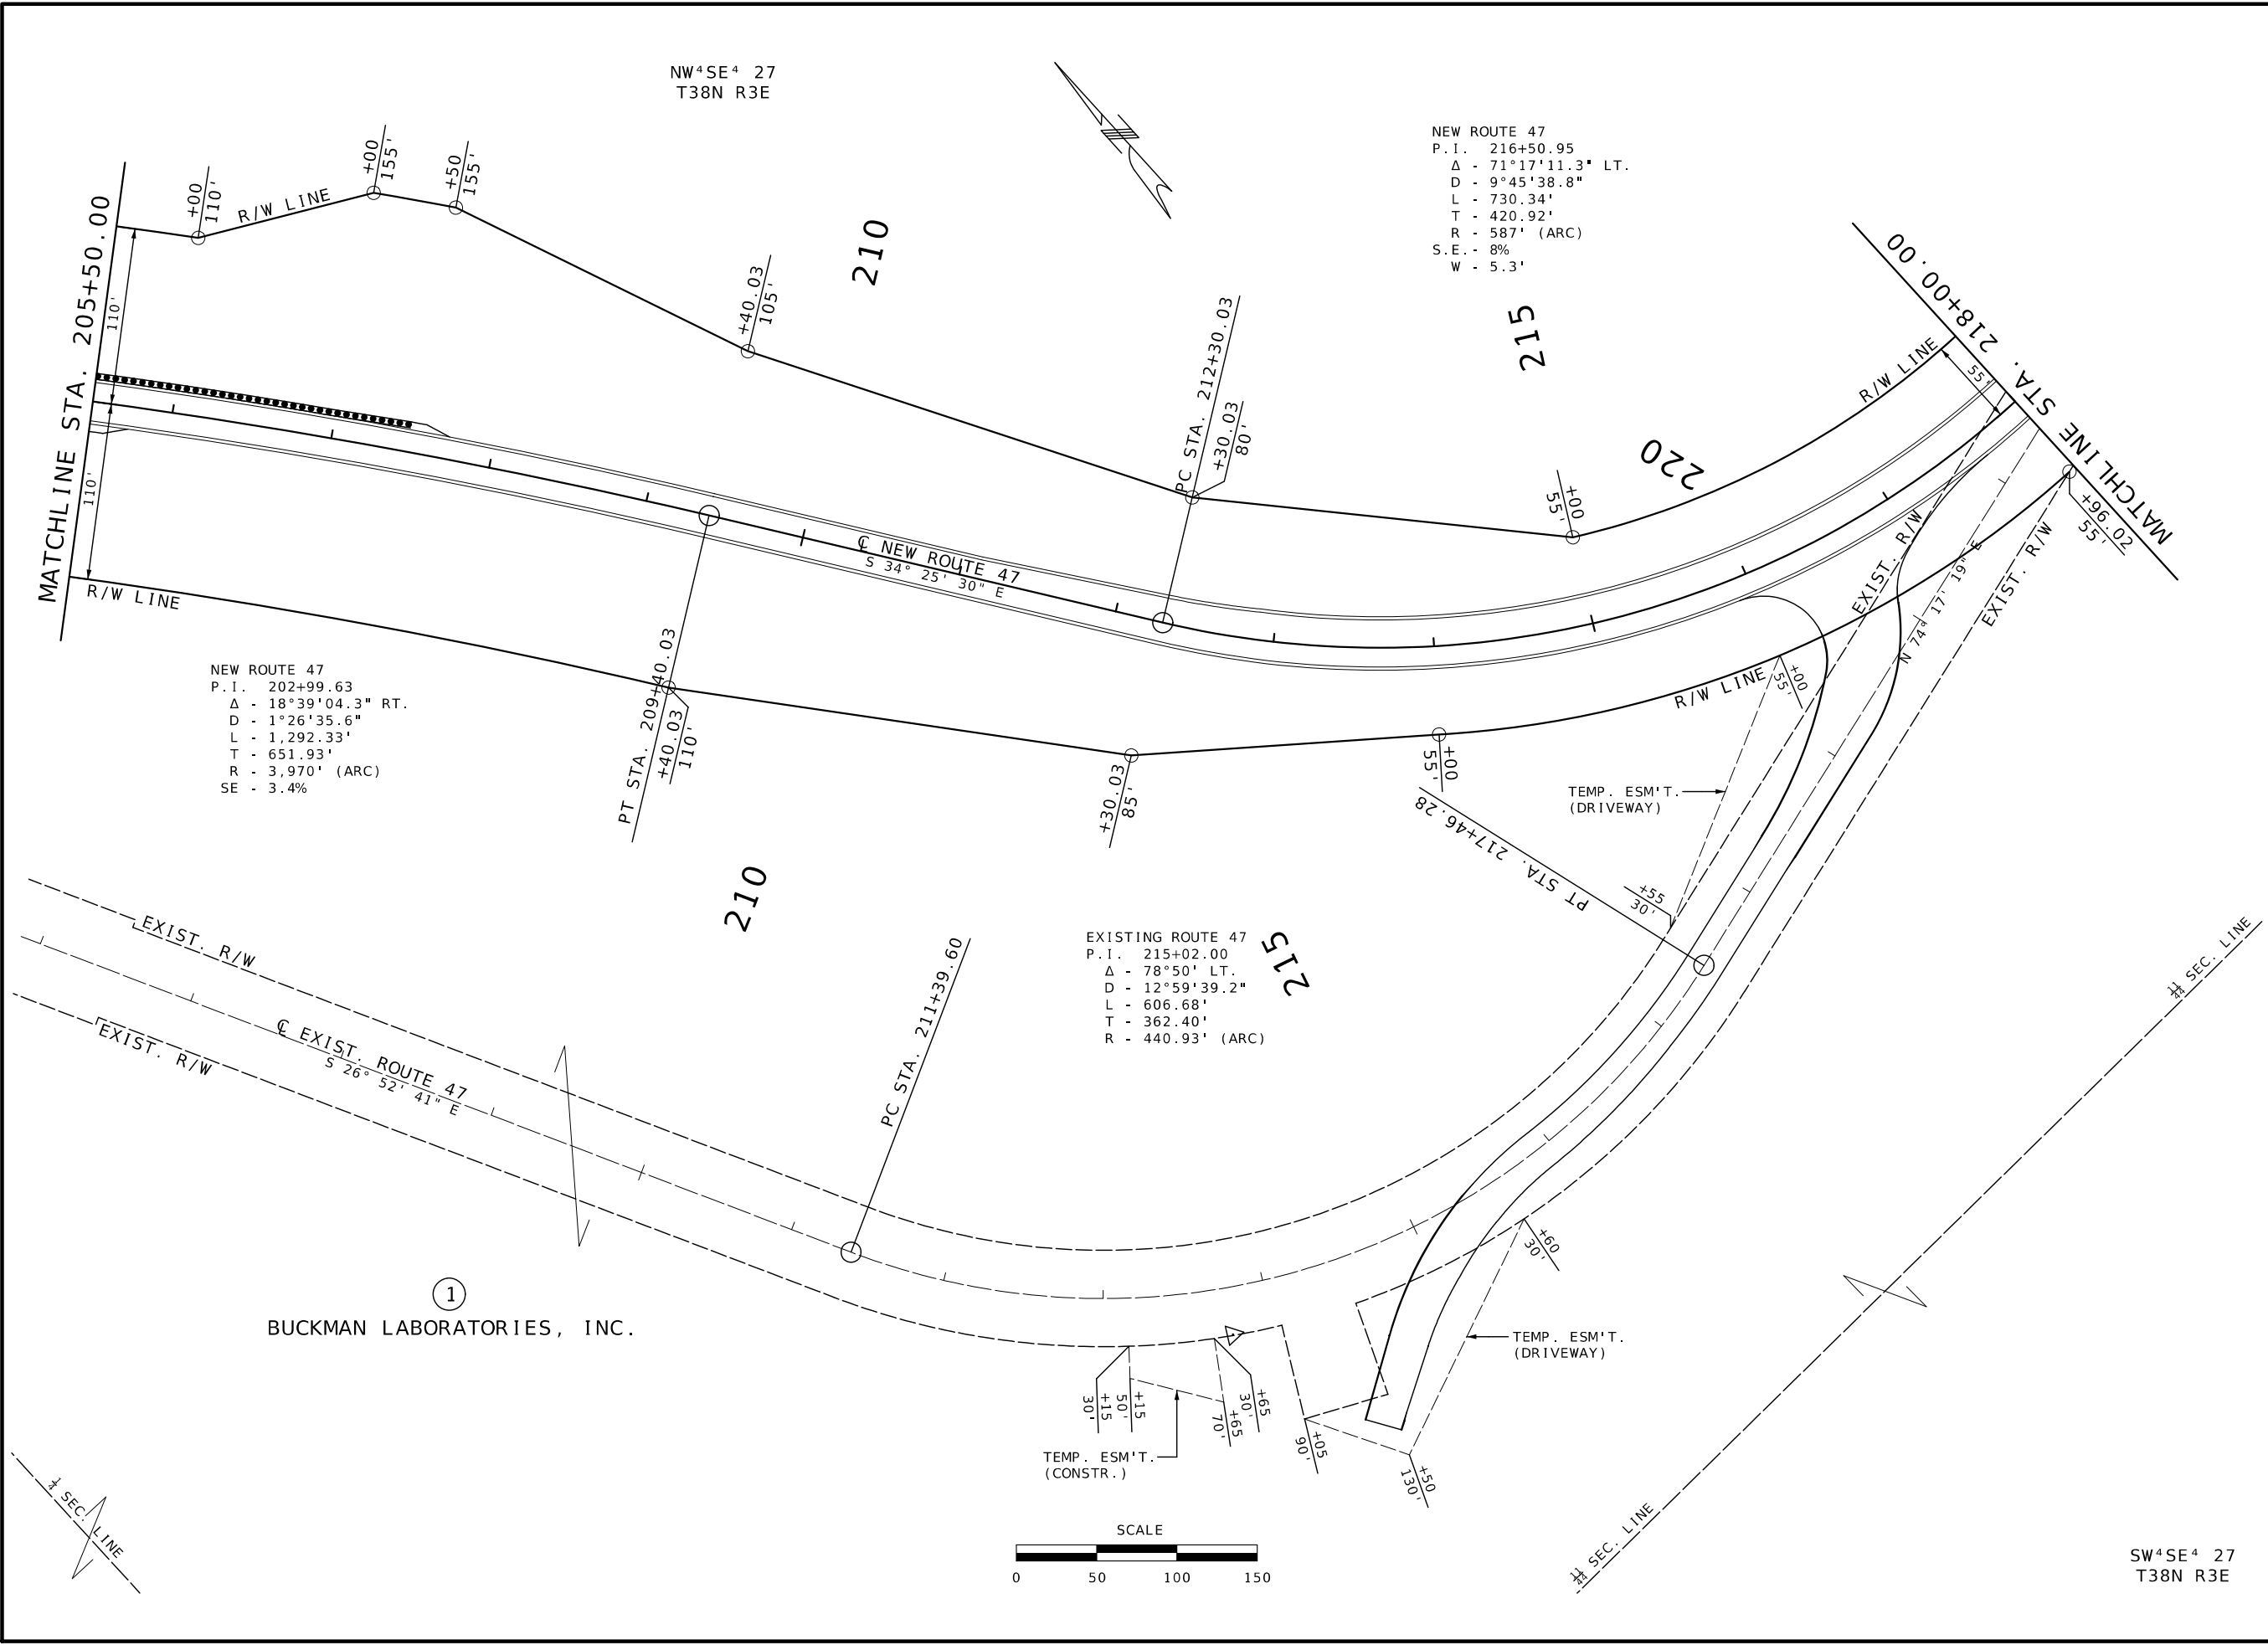 NW⁴SE⁴ 27
T38N R3E
NEW ROUTE 47
P.I. 216+50.95
Δ - 71°17'11.3" LT.
D - 9°45'38.8"
L - 730.34'
T - 420.92'
R - 587' (ARC)
S.E.- 8%
W - 5.3'
MATCHLINE STA. 205+50.00
110'
110'
+00
110'
R/W LINE
+00
155'
+50
155'
+40.03
105'
210
PC STA. 212+30.03
+30.03
80'
215
+00
55'
220
R/W LINE
55'
MATCHLINE STA. 218+00.00
+96.02
55'
℄ NEW ROUTE 47
S 34° 25' 30" E
R/W LINE
NEW ROUTE 47
P.I. 202+99.63
Δ - 18°39'04.3" RT.
D - 1°26'35.6"
L - 1,292.33'
T - 651.93'
R - 3,970' (ARC)
SE - 3.4%
PT STA. 209+40.03
+40.03
110'
+30.03
85'
+00
55'
R/W LINE
+00
55'
EXIST. R/W
N 74° 17' 19" E
EXIST. R/W
TEMP. ESM'T.
(DRIVEWAY)
PT STA. 217+46.28
+55
30'
210
EXISTING ROUTE 47
P.I. 215+02.00
Δ - 78°50' LT.
D - 12°59'39.2"
L - 606.68'
T - 362.40'
R - 440.93' (ARC)
215
EXIST. R/W
℄ EXIST. ROUTE 47
S 26° 52' 41" E
EXIST. R/W
PC STA. 211+39.60
1
BUCKMAN LABORATORIES, INC.
+15
30'
+15
50'
+65
30'
+65
70'
+05
90'
+50
130'
+60
30'
TEMP. ESM'T.
(CONSTR.)
TEMP. ESM'T.
(DRIVEWAY)
1/4 SEC. LINE
11/44 SEC. LINE
11/44 SEC. LINE
SCALE
0 50 100 150
SW⁴SE⁴ 27
T38N R3E